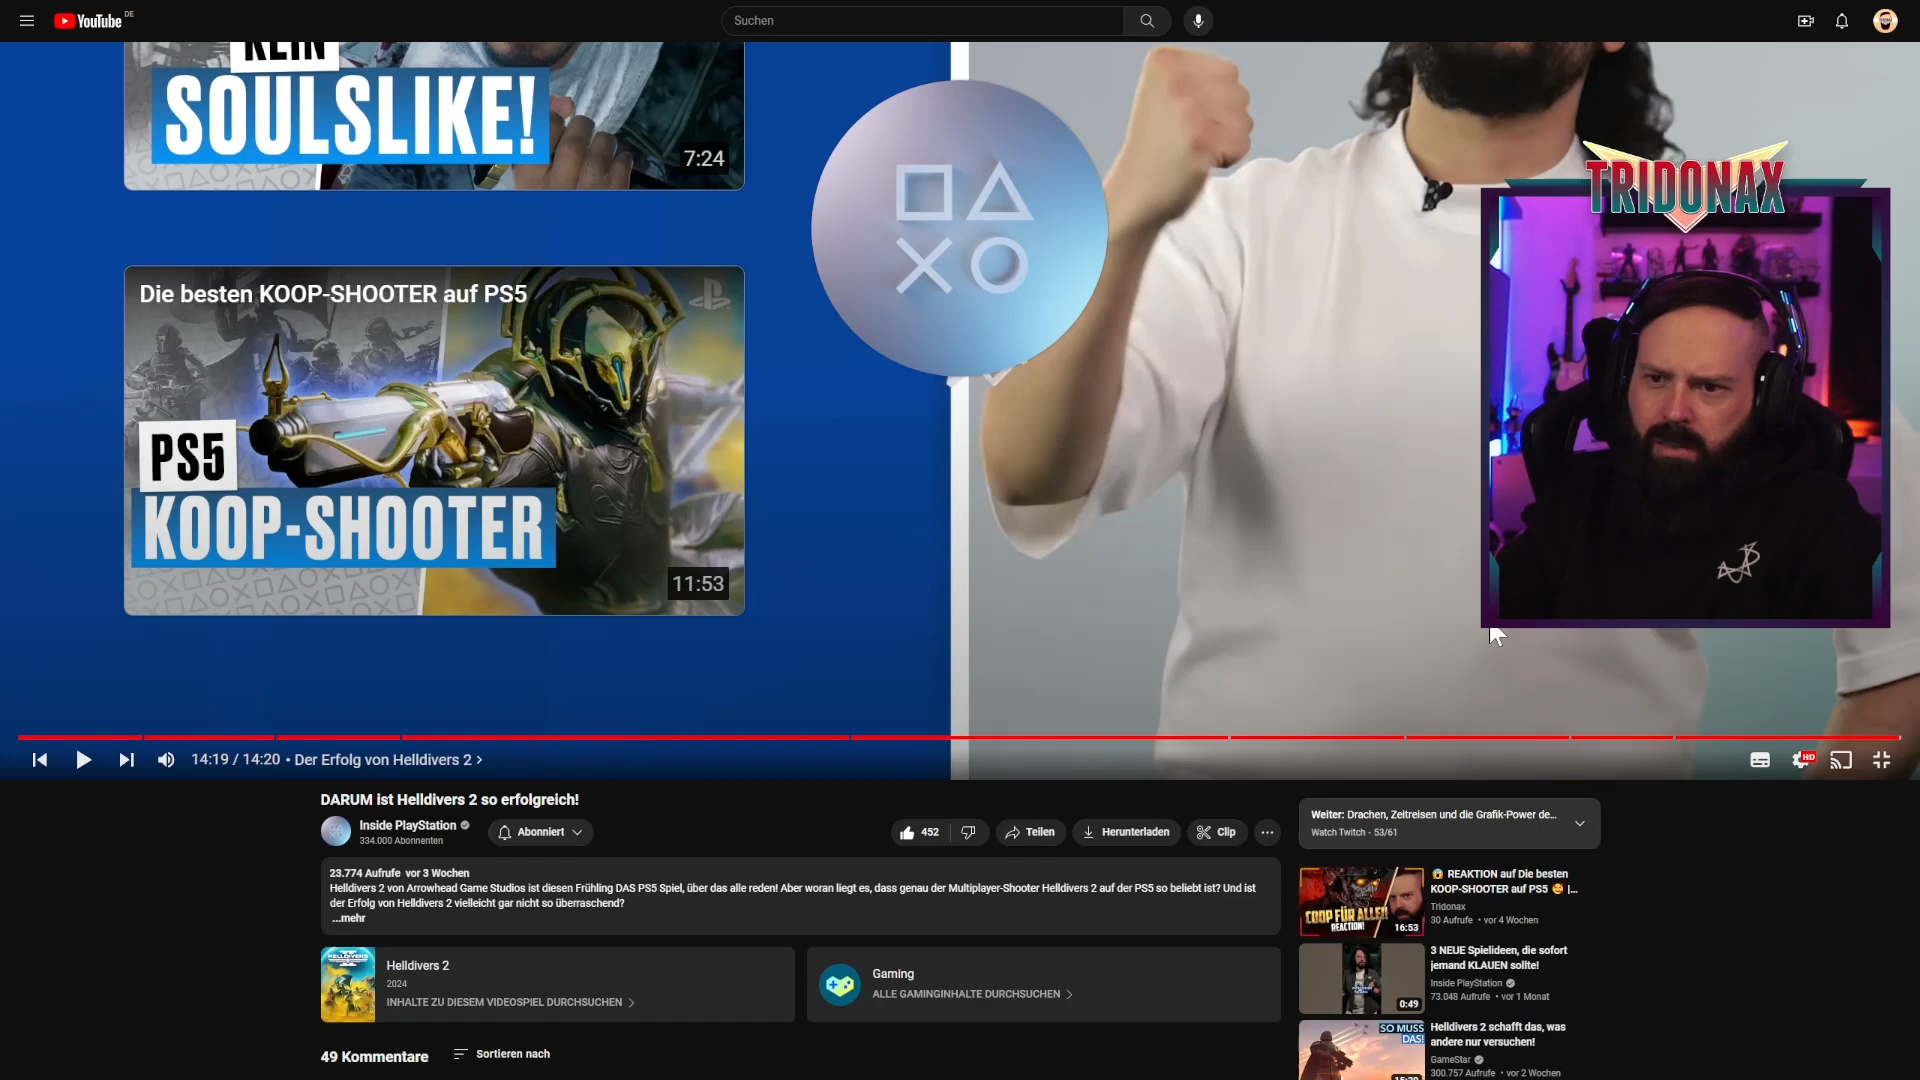 YouTube DE
Suchen
KEIN
SOULSLIKE!
7:24
TRIDONAX
Die besten KOOP-SHOOTER auf PS5
PS5
KOOP-SHOOTER
11:53
14:19 / 14:20 • Der Erfolg von Helldivers 2
HD
DARUM ist Helldivers 2 so erfolgreich!
Inside PlayStation
334.000 Abonnenten
Abonniert
452
Teilen
Herunterladen
Clip
23.774 Aufrufe vor 3 Wochen
Helldivers 2 von Arrowhead Game Studios ist diesen Frühling DAS PS5 Spiel, über das alle reden! Aber woran liegt es, dass genau der Multiplayer-Shooter Helldivers 2 auf der PS5 so beliebt ist? Und ist
der Erfolg von Helldivers 2 vielleicht gar nicht so überraschend?
...mehr
HELLDIVERS
Helldivers 2
2024
INHALTE ZU DIESEM VIDEOSPIEL DURCHSUCHEN
Gaming
ALLE GAMINGINHALTE DURCHSUCHEN
49 Kommentare
Sortieren nach
Weiter: Drachen, Zeitreisen und die Grafik-Power de...
Watch Twitch - 53/61
COOP FÜR ALLE!
REACTION!
16:53
REAKTION auf Die besten
KOOP-SHOOTER auf PS5 🥰 |...
Tridonax
30 Aufrufe • vor 4 Wochen
0:49
3 NEUE Spielideen, die sofort
jemand KLAUEN sollte!
Inside PlayStation
73.048 Aufrufe • vor 1 Monat
SO MUSS
DAS!
Helldivers 2 schafft das, was
andere nur versuchen!
GameStar
300.757 Aufrufe • vor 2 Wochen